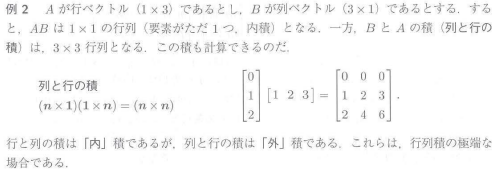 例 2　A が行ベクトル（1×3）であるとし，B が列ベクトル（3×1）であるとする．する
と，AB は 1×1 の行列（要素がただ 1 つ，内積）となる．一方，B と A の積（列と行の
積）は，3×3 行列となる．この積も計算できるのだ．
列と行の積
(n×1)(1×n) = (n×n)
[0 1 2]
[1 2 3] =
[0 0 0
1 2 3
2 4 6].
行と列の積は「内」積であるが，列と行の積は「外」積である．これらは，行列積の極端な
場合である．